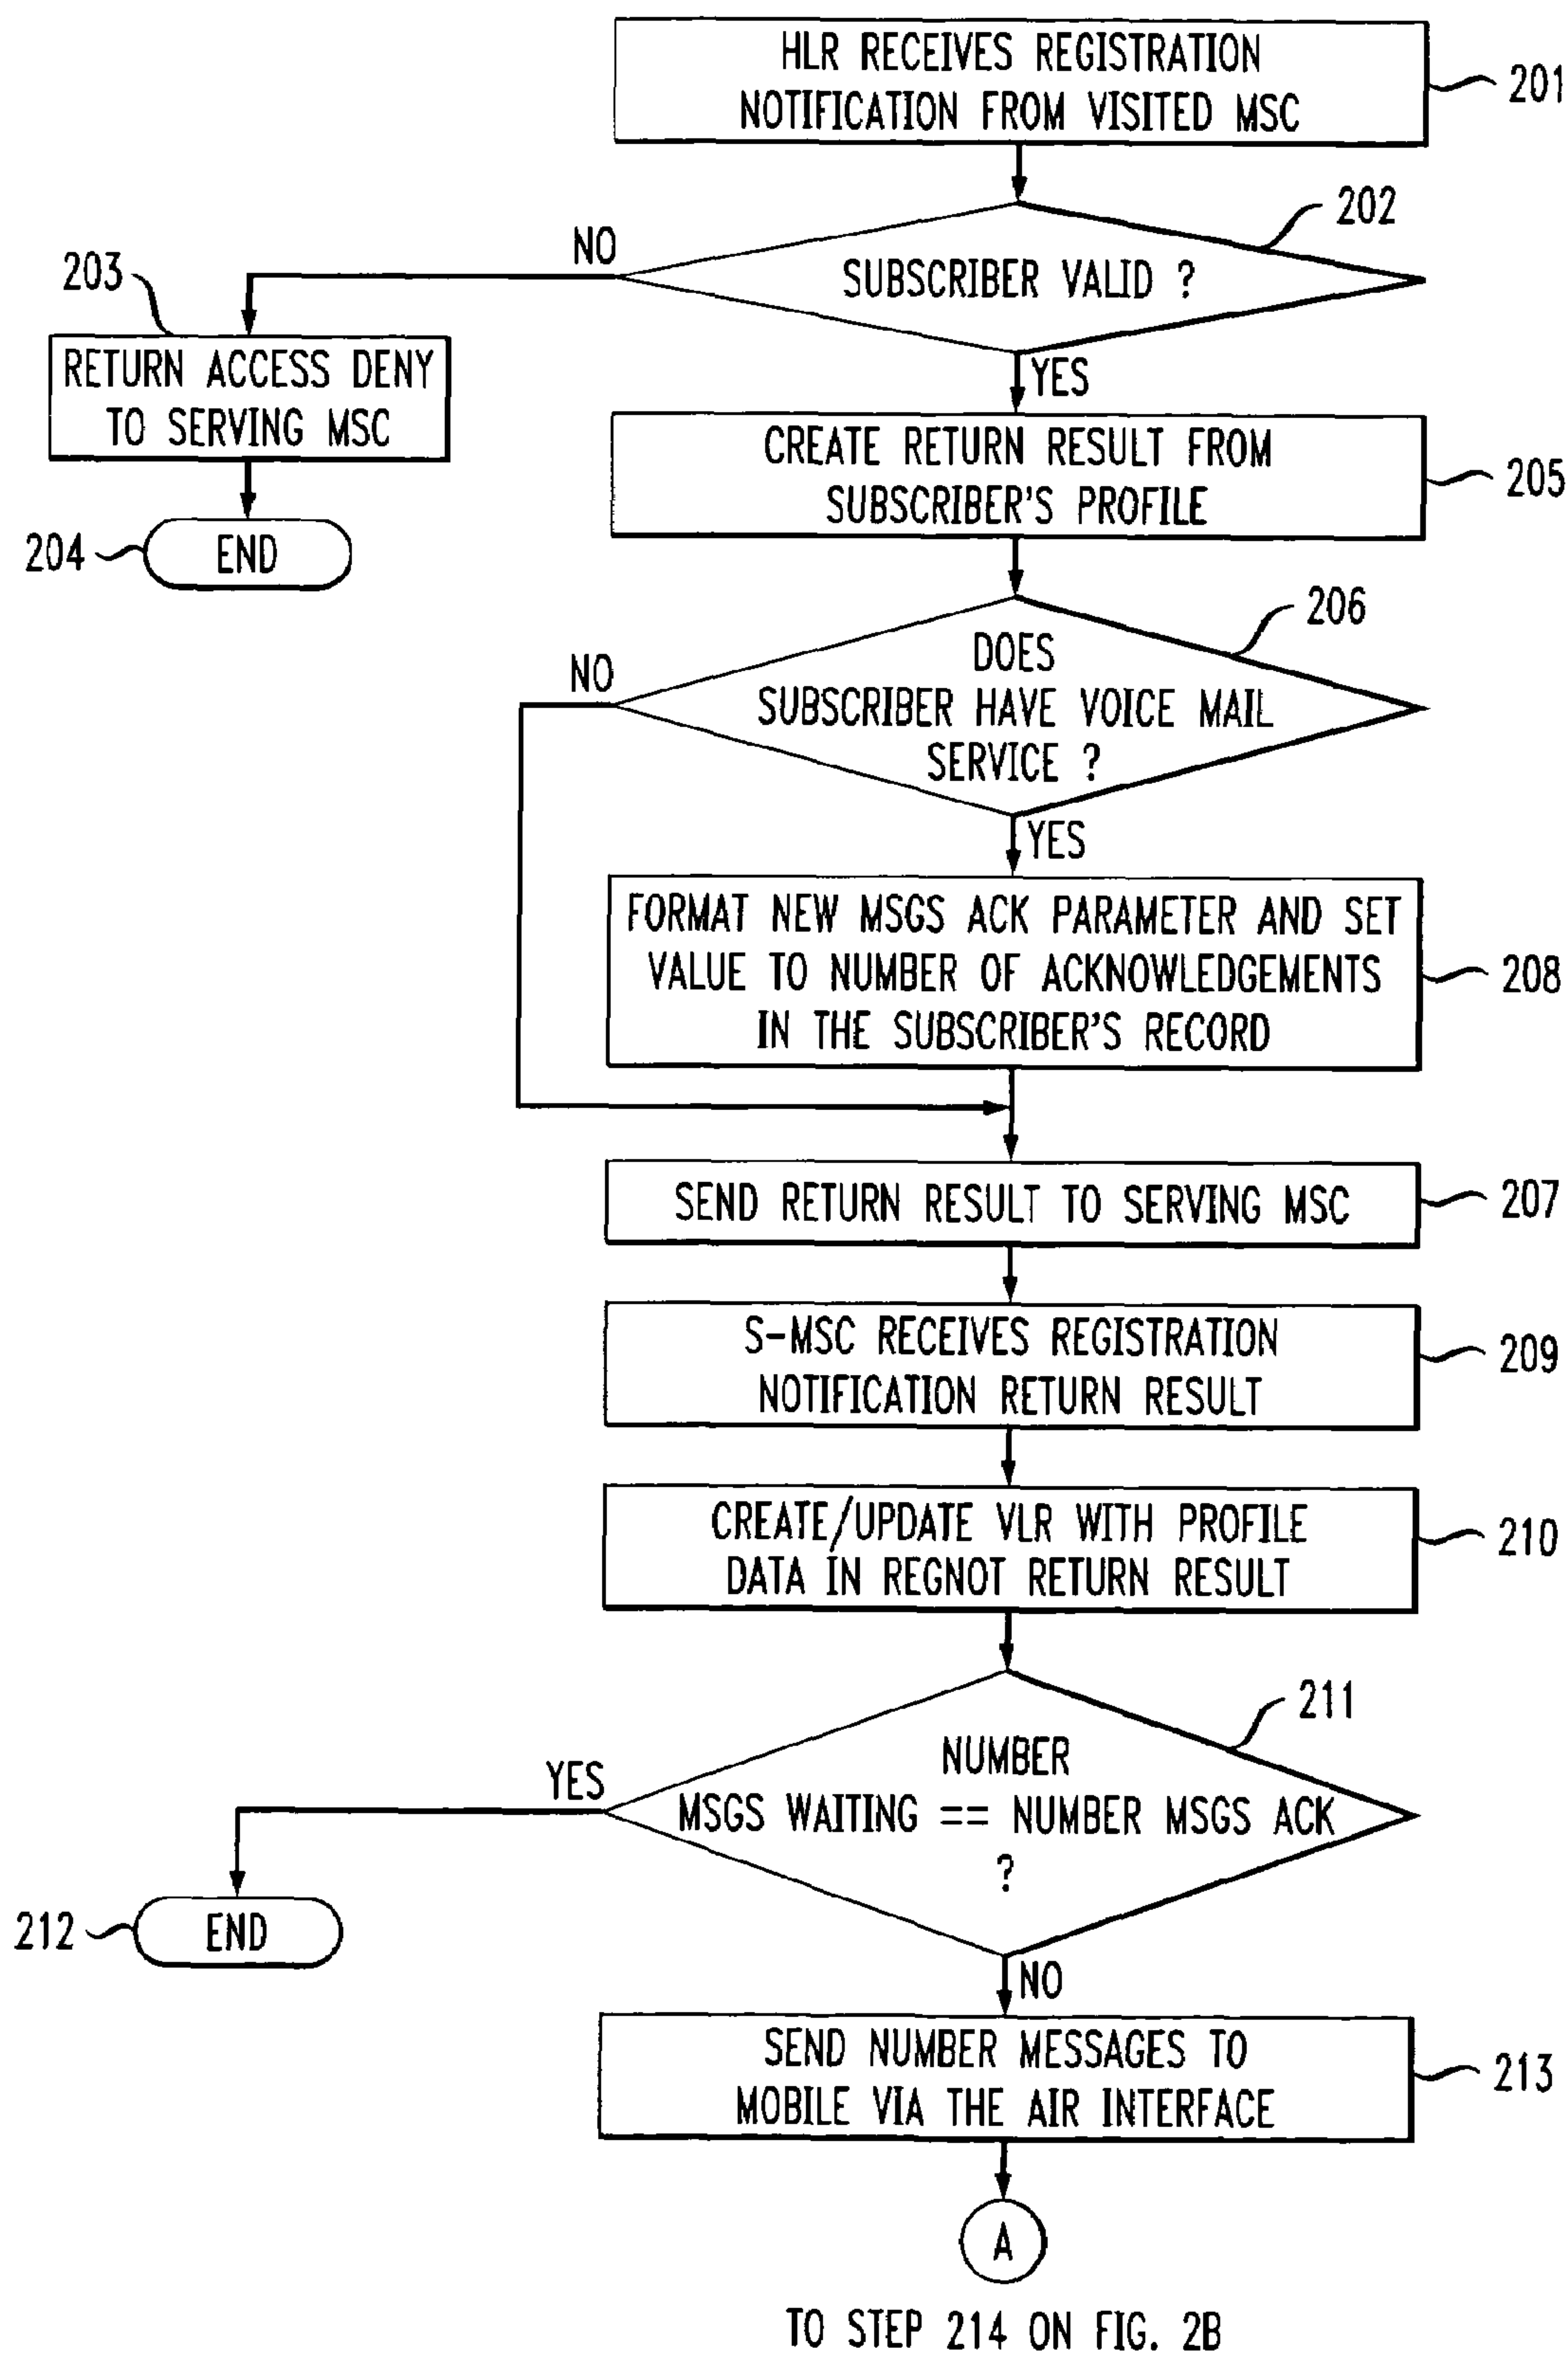 HLR RECEIVES REGISTRATION
NOTIFICATION FROM VISITED MSC
201
202
NO
SUBSCRIBER VALID ?
203
RETURN ACCESS DENY
TO SERVING MSC
YES
CREATE RETURN RESULT FROM
SUBSCRIBER'S PROFILE
205
204
END
206
DOES
NO
SUBSCRIBER HAVE VOICE MAIL
SERVICE ?
YES
FORMAT NEW MSGS ACK PARAMETER AND SET
VALUE TO NUMBER OF ACKNOWLEDGEMENTS
IN THE SUBSCRIBER'S RECORD
208
SEND RETURN RESULT TO SERVING MSC
207
S-MSC RECEIVES REGISTRATION
NOTIFICATION RETURN RESULT
209
CREATE/UPDATE VLR WITH PROFILE
DATA IN REGNOT RETURN RESULT
210
211
NUMBER
YES
MSGS WAITING == NUMBER MSGS ACK
?
212
END
NO
SEND NUMBER MESSAGES TO
MOBILE VIA THE AIR INTERFACE
213
A
TO STEP 214 ON FIG. 2B